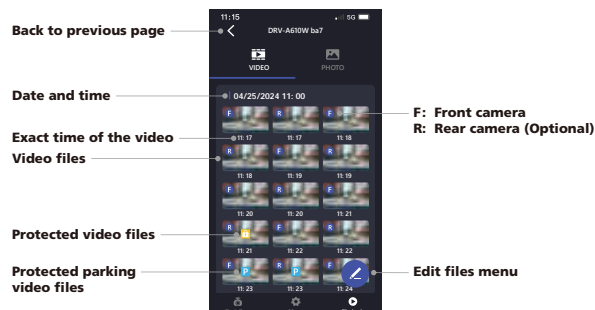 11:15
5G
Back to previous page
DRV-A610W ba7
VIDEO
PHOTO
Date and time
04/25/2024 11: 00
F R F
F: Front camera
R: Rear camera (Optional)
Exact time of the video
11: 17 11: 17 11: 18
Video files
R F R
11: 18 11: 19 11: 19
F R F
11: 20 11: 20 11: 21
Protected video files
R F R
11: 21 11: 22 11: 22
Protected parking
video files
F P R P F
Edit files menu
11: 23 11: 23 11: 24